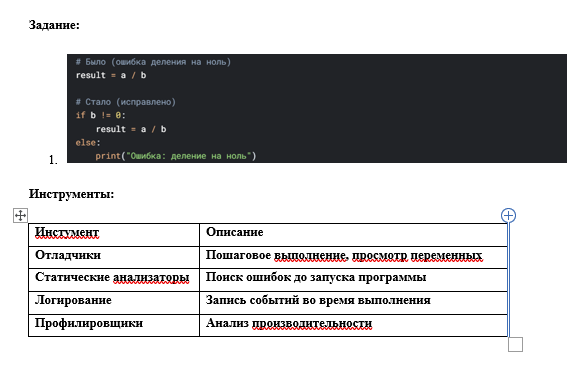 Задание:
# Было (ошибка деления на ноль)
result = a / b
# Стало (исправлено)
if b != 0:
result = a / b
else:
print("Ошибка: деление на ноль")
1.
Инструменты:
Инстумент Описание
Отладчики Пошаговое выполнение, просмотр переменных
Статические анализаторы Поиск ошибок до запуска программы
Логирование Запись событий во время выполнения
Профилировщики Анализ производительности